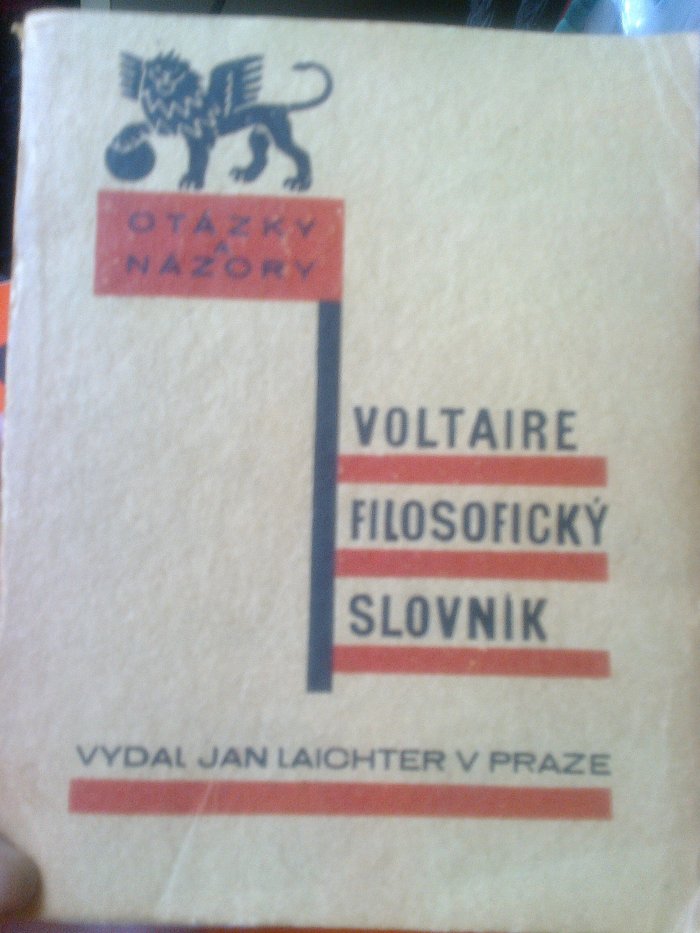 OTÁZKY
A
NÁZORY
VOLTAIRE
FILOSOFICKÝ
SLOVNÍK
VYDAL JAN LAICHTER V PRAZE